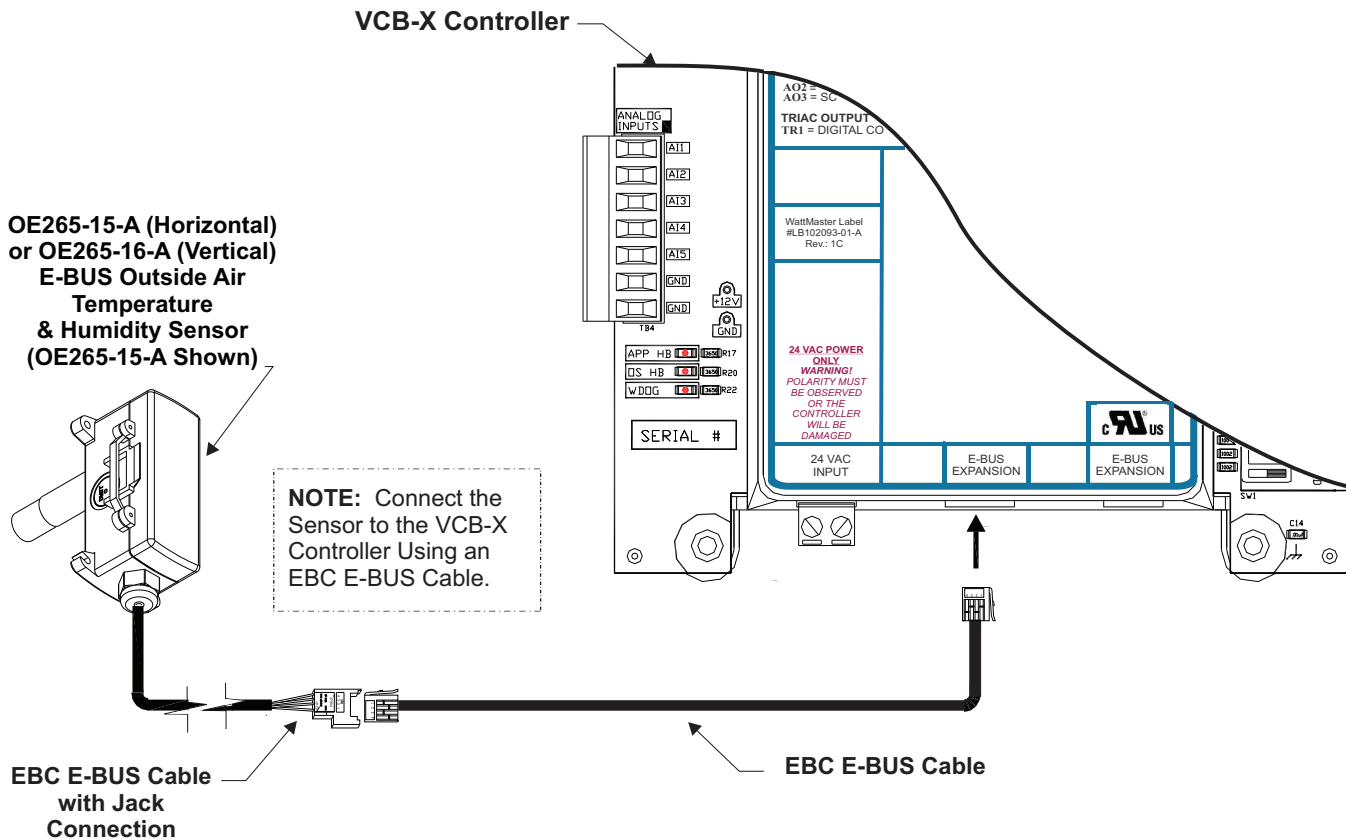 VCB-X Controller
AO2 =
AO3 = SC
TRIAC OUTPUT
TR1 = DIGITAL CO
ANALOG
INPUTS
AI1
AI2
AI3
AI4
AI5
GND
GND
TB4
+12V
GND
WattMaster Label
#LB102093-01-A
Rev.: 1C
APP HB
R17
OS HB
R20
WDOG
R22
SERIAL #
24 VAC POWER
ONLY
WARNING!
POLARITY MUST
BE OBSERVED
OR THE
CONTROLLER
WILL BE
DAMAGED
24 VAC
INPUT
E-BUS
EXPANSION
E-BUS
EXPANSION
C RU ® US
SW1
C14
OE265-15-A (Horizontal)
or OE265-16-A (Vertical)
E-BUS Outside Air
Temperature
& Humidity Sensor
(OE265-15-A Shown)
NOTE: Connect the
Sensor to the VCB-X
Controller Using an
EBC E-BUS Cable.
EBC E-BUS Cable
with Jack
Connection
EBC E-BUS Cable